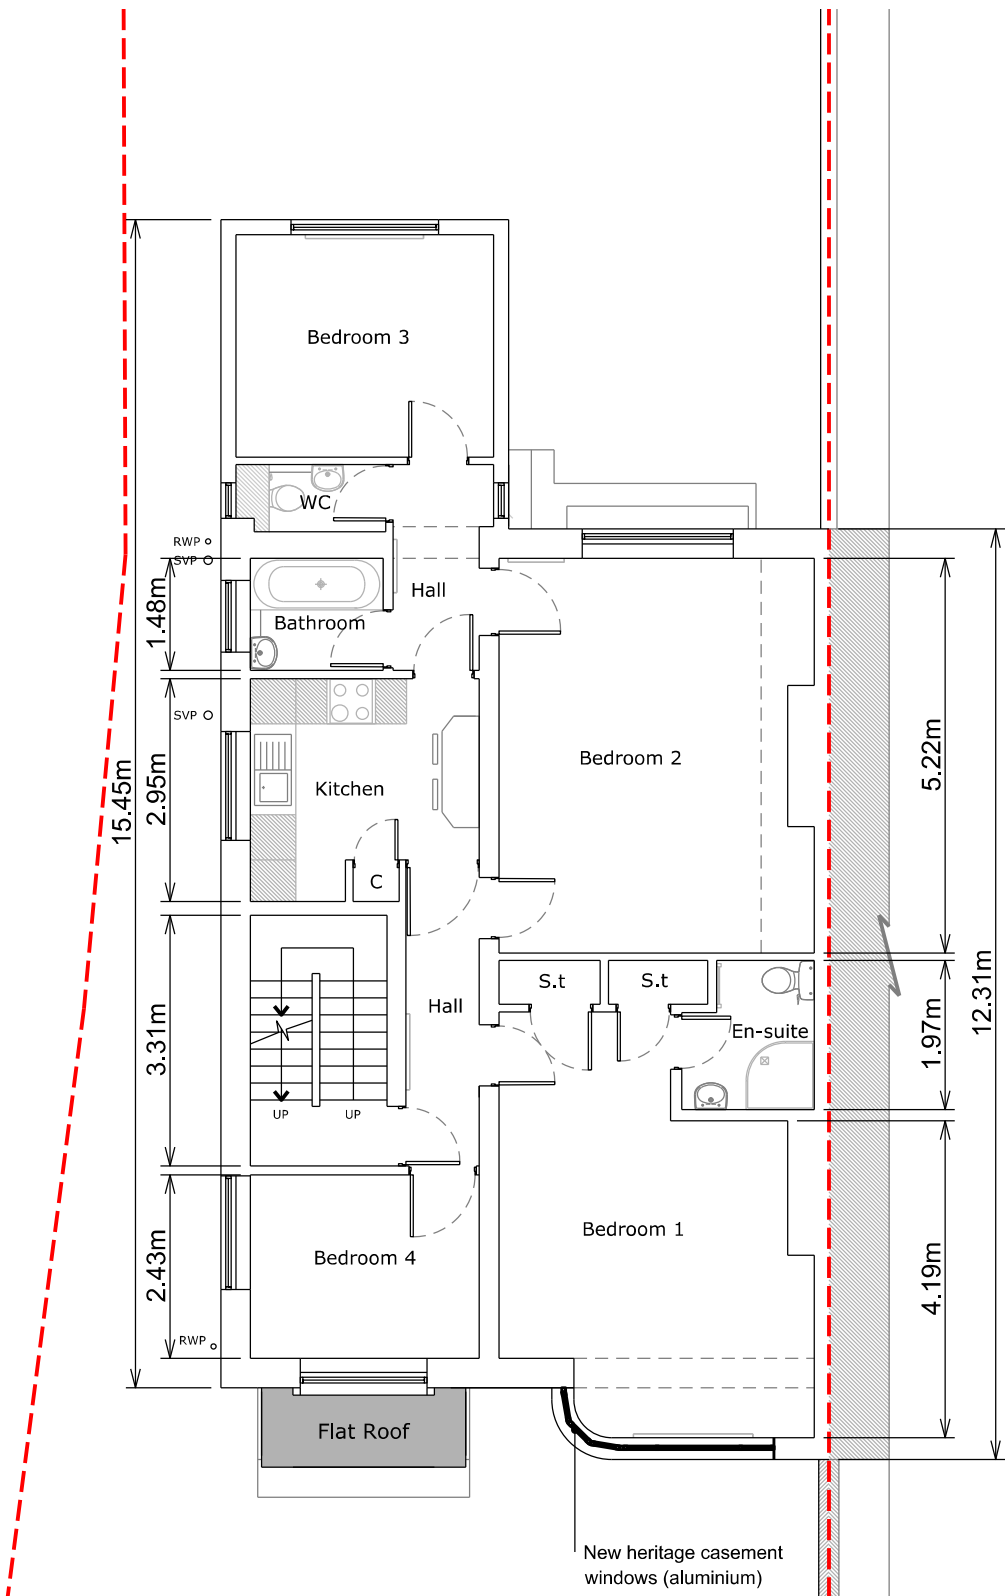 Bedroom 3
WC
RWP
SVP
Hall
Bathroom
1.48m
SVP
15.45m
2.95m
Kitchen
Bedroom 2
5.22m
C
12.31m
3.31m
Hall
S.t
S.t
En-suite
1.97m
UP
UP
2.43m
Bedroom 4
Bedroom 1
4.19m
RWP
Flat Roof
New heritage casement
windows (aluminium)